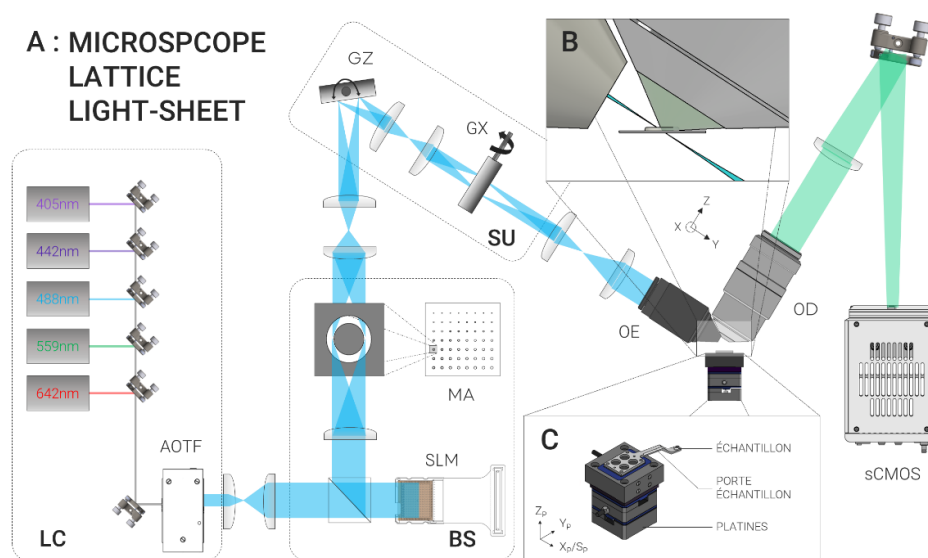 A : MICROSPCOPE
LATTICE
LIGHT-SHEET
GZ
GX
SU
B
Z
X
Y
405nm
442nm
488nm
559nm
642nm
AOTF
LC
MA
SLM
BS
OE
OD
sCMOS
C
ÉCHANTILLON
PORTE
ÉCHANTILLON
PLATINES
Zₚ
Yₚ
Xₚ/Sₚ